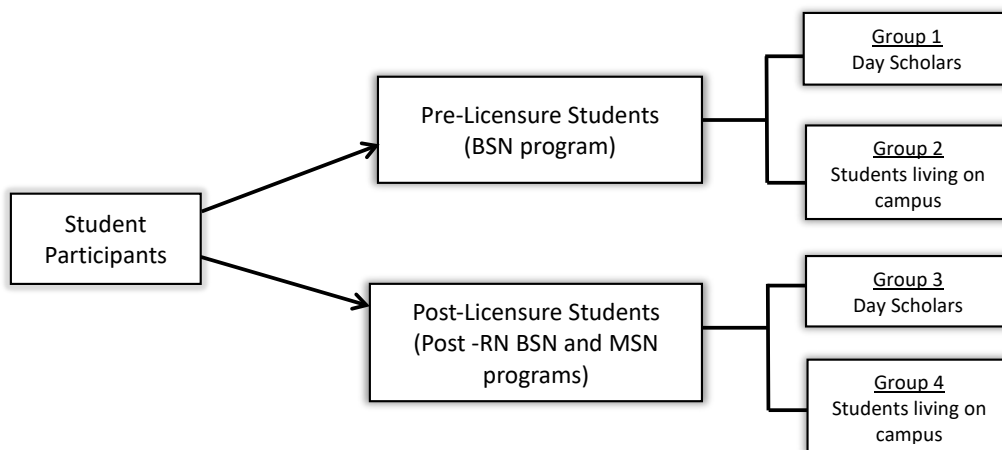 Student
Participants
Pre-Licensure Students
(BSN program)
Group 1
Day Scholars
Group 2
Students living on
campus
Post-Licensure Students
(Post -RN BSN and MSN
programs)
Group 3
Day Scholars
Group 4
Students living on
campus